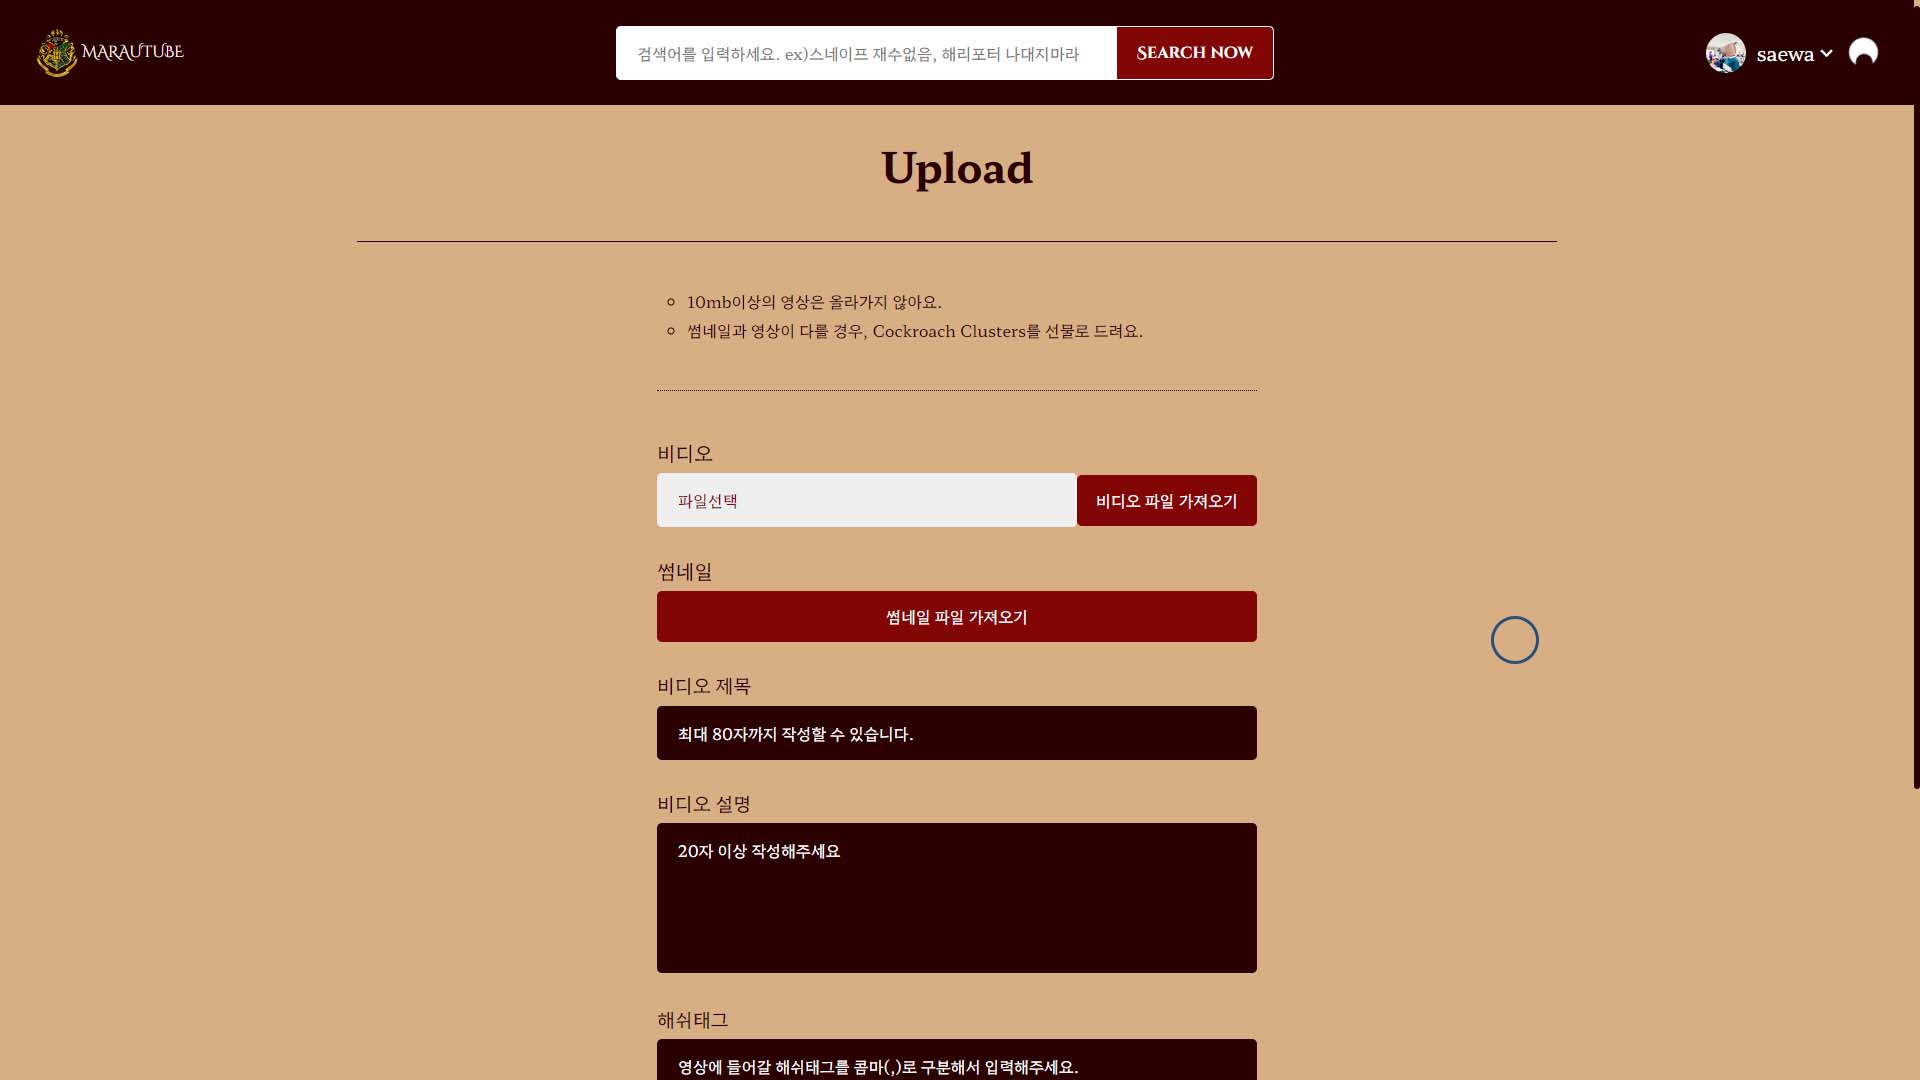 MARAUTUBE
검색어를 입력하세요. ex)스네이프 재수없음, 해리포터 나대지마라
SEARCH NOW
saewa
Upload
10mb이상의 영상은 올라가지 않아요.
썸네일과 영상이 다를 경우, Cockroach Clusters를 선물로 드려요.
비디오
파일선택
비디오 파일 가져오기
썸네일
썸네일 파일 가져오기
비디오 제목
최대 80자까지 작성할 수 있습니다.
비디오 설명
20자 이상 작성해주세요
해쉬태그
영상에 들어갈 해쉬태그를 콤마(,)로 구분해서 입력해주세요.